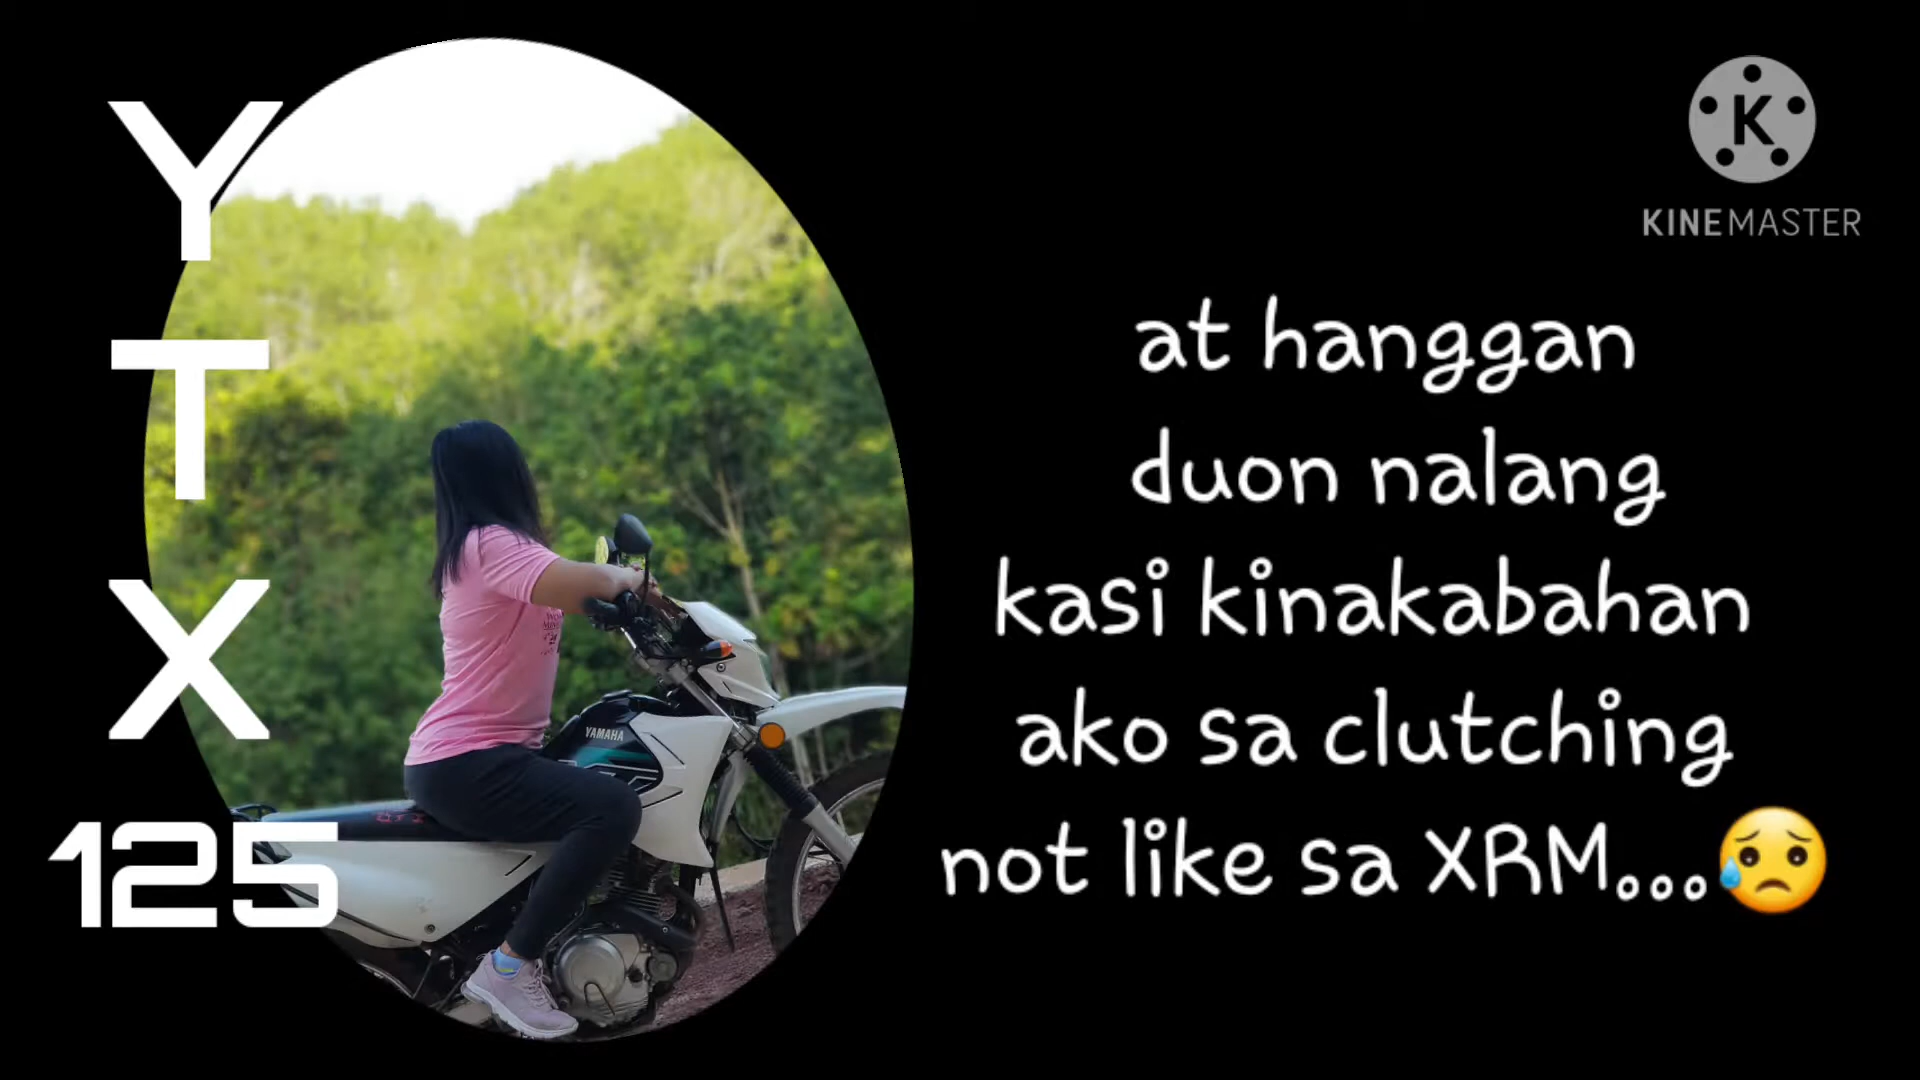 Y
T
X
125
YAMAHA
K
KINEMASTER
at hanggan
duon nalang
kasi kinakabahan
ako sa clutching
not like sa XRM...😥